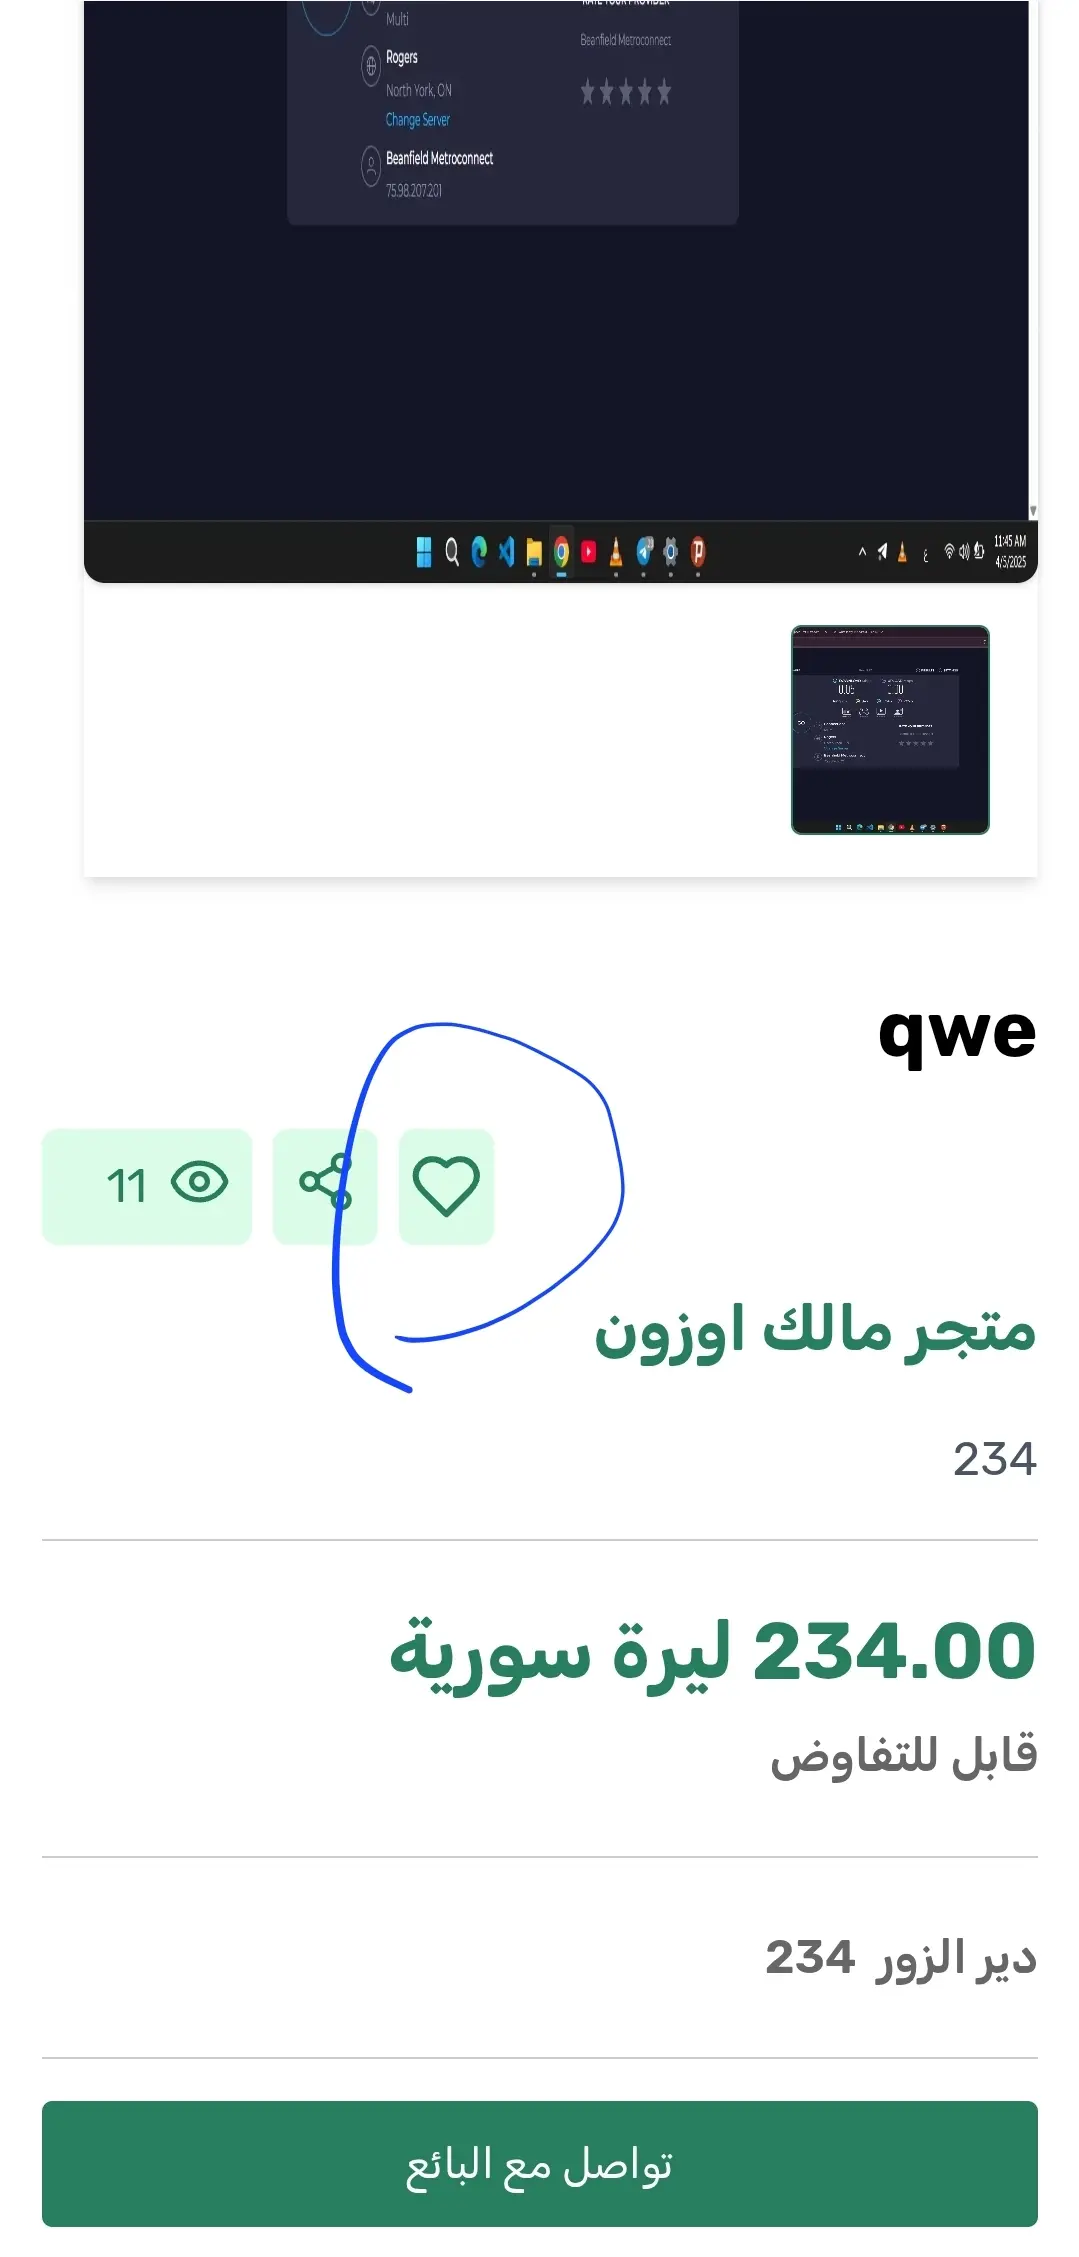 Multi
RATE YOUR PROVIDER
Beanfield Metroconnect
Rogers
North York, ON
Change Server
Beanfield Metroconnect
75.98.207.201
11:45 AM
4/5/2025
qwe
11
متجر مالك اوزون
234
234.00 ليرة سورية
قابل للتفاوض
دير الزور 234
تواصل مع البائع